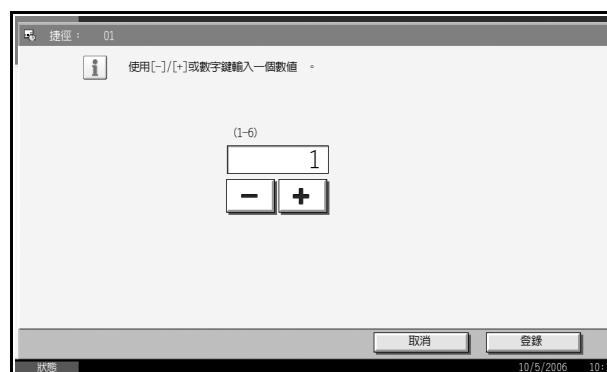 捷徑： 01
使用[-]/[+]或數字鍵輸入一個數值 。
(1-6)
1
− +
取消 登錄
狀態 10/5/2006 10: